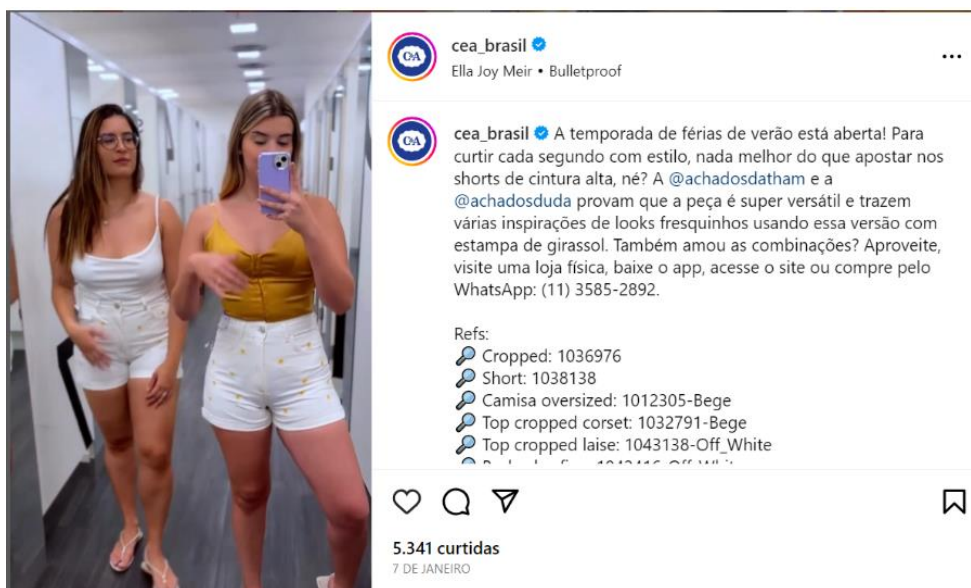 C&A
cea_brasil
Ella Joy Meir • Bulletproof
C&A
cea_brasil A temporada de férias de verão está aberta! Para
curtir cada segundo com estilo, nada melhor do que apostar nos
shorts de cintura alta, né? A @achadosdatham e a
@achadosduda provam que a peça é super versátil e trazem
várias inspirações de looks fresquinhos usando essa versão com
estampa de girassol. Também amou as combinações? Aproveite,
visite uma loja física, baixe o app, acesse o site ou compre pelo
WhatsApp: (11) 3585-2892.
Refs:
🔎 Cropped: 1036976
🔎 Short: 1038138
🔎 Camisa oversized: 1012305-Bege
🔎 Top cropped corset: 1032791-Bege
🔎 Top cropped laise: 1043138-Off_White
5.341 curtidas
7 DE JANEIRO